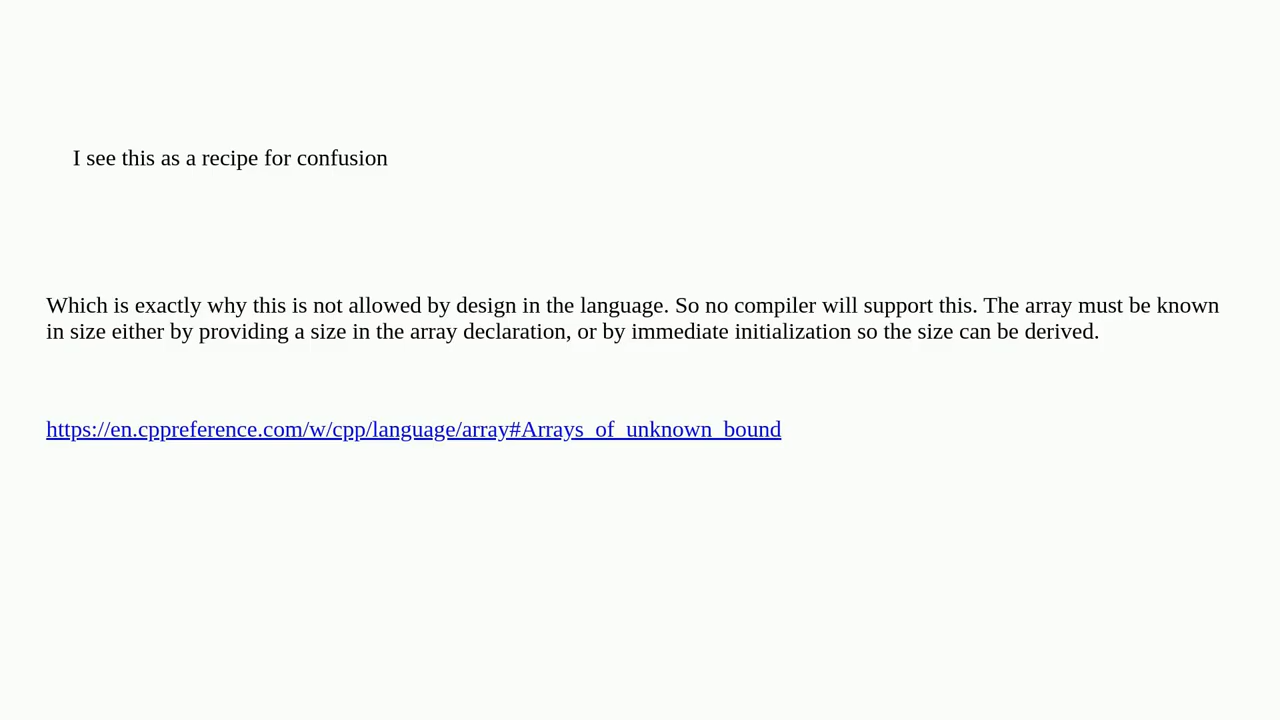 I see this as a recipe for confusion
Which is exactly why this is not allowed by design in the language. So no compiler will support this. The array must be known
in size either by providing a size in the array declaration, or by immediate initialization so the size can be derived.
https://en.cppreference.com/w/cpp/language/array#Arrays_of_unknown_bound